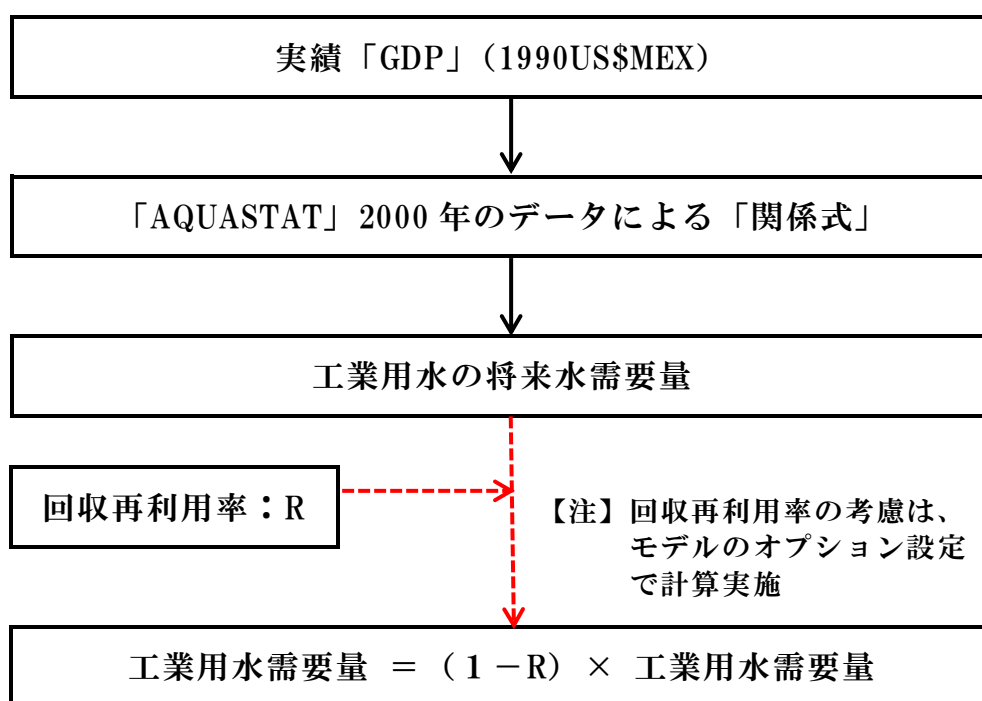 実績「GDP」(1990US$MEX)
「AQUASTAT」2000 年のデータによる「関係式」
工業用水の将来水需要量
回収再利用率：R
【注】回収再利用率の考慮は、
モデルのオプション設定
で計算実施
工業用水需要量 ＝ （１－R） × 工業用水需要量